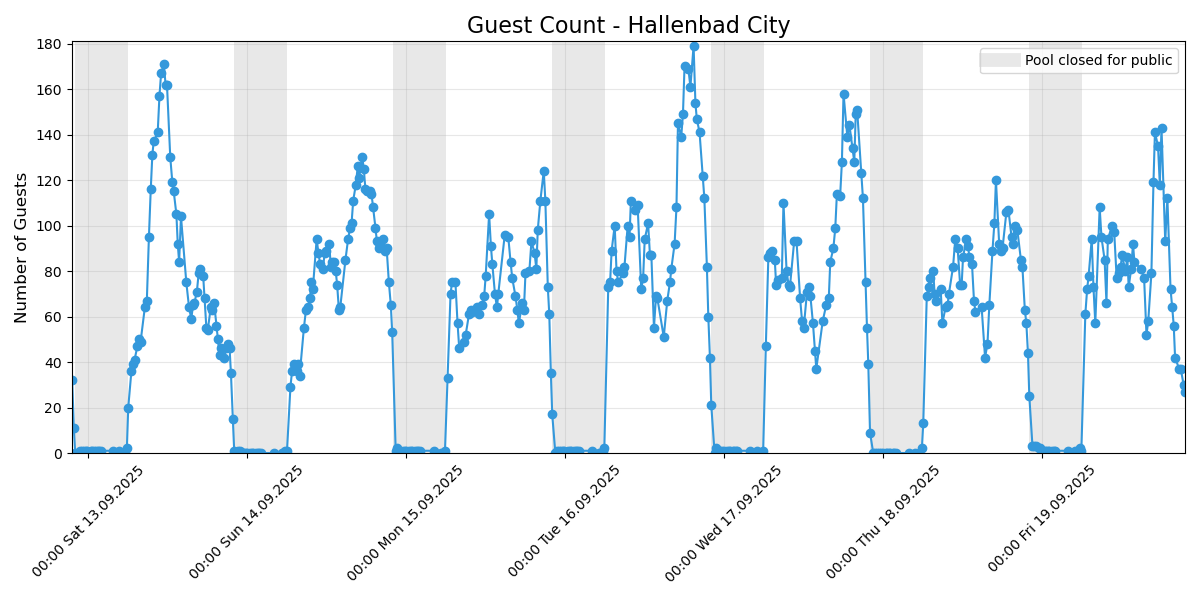 Guest Count - Hallenbad City
Pool closed for public
Number of Guests
180
160
140
120
100
80
60
40
20
0
00:00 Sat 13.09.2025
00:00 Sun 14.09.2025
00:00 Mon 15.09.2025
00:00 Tue 16.09.2025
00:00 Wed 17.09.2025
00:00 Thu 18.09.2025
00:00 Fri 19.09.2025